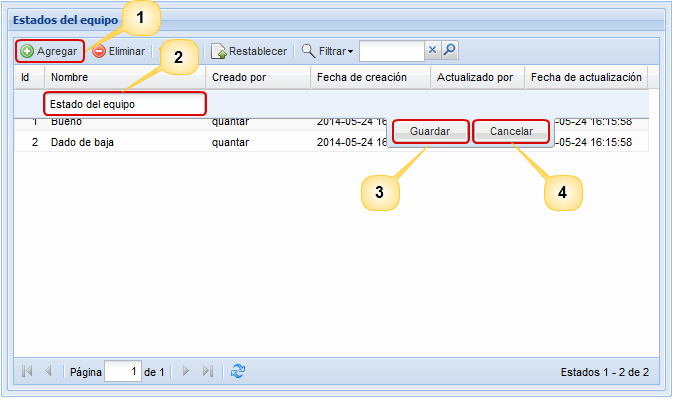 Estados del equipo
1
Agregar Eliminar Restablecer Filtrar
2
Id Nombre Creado por Fecha de creación Actualizado por Fecha de actualización
Estado del equipo
1 Bueno quantar 2014-05-24 16 -05-24 16:15:58
Guardar Cancelar
2 Dado de baja quantar 2014-05-24 16 -05-24 16:15:58
3 4
Página 1 de 1 Estados 1 - 2 de 2